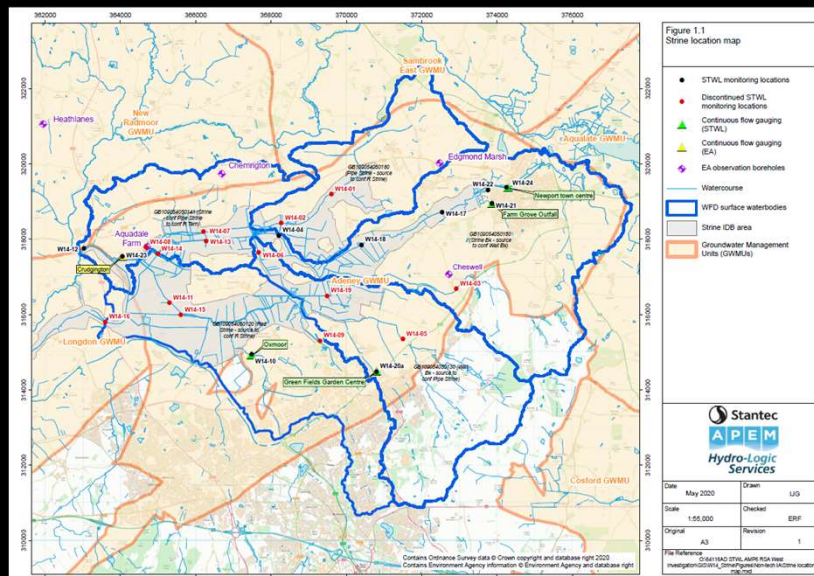 362000
364000
366000
368000
370000
372000
374000
376000
322000
320000
318000
316000
314000
312000
310000
Sambrook
East GWMU
Heathlanes
New
Radmoor
GWMU
Cherrington
Edgmond Marsh
Aqualate GWMU
W14-01
W14-22
W14-24
Newport town centre
W14-21
Farm Grove Outfall
W14-17
W14-02
W14-04
W14-07
W14-13
Aquadale
Farm
W14-08
W14-14
W14-12
W14-23
Crudgington
W14-06
W14-18
Adeney GWMU
Cheswell
W14-03
W14-19
W14-11
W14-15
W14-16
Longdon GWMU
W14-09
W14-05
Oxmoor
W14-10
W14-20a
Green Fields Garden Centre
Cosford GWMU
Contains Ordnance Survey data © Crown copyright and database right 2020
Contains Environment Agency information © Environment Agency and database right
Figure 1.1
Strine location map
STWL monitoring locations
Discontinued STWL
monitoring locations
Continuous flow gauging
(STWL)
Continuous flow gauging
(EA)
EA observation boreholes
Watercourse
WFD surface waterbodies
Strine IDB area
Groundwater Management
Units (GWMUs)
Stantec
APEM
Hydro-Logic
Services
Date
May 2020
Drawn
IJG
Scale
1:55,000
Checked
ERF
Original
A3
Revision
1
File Reference